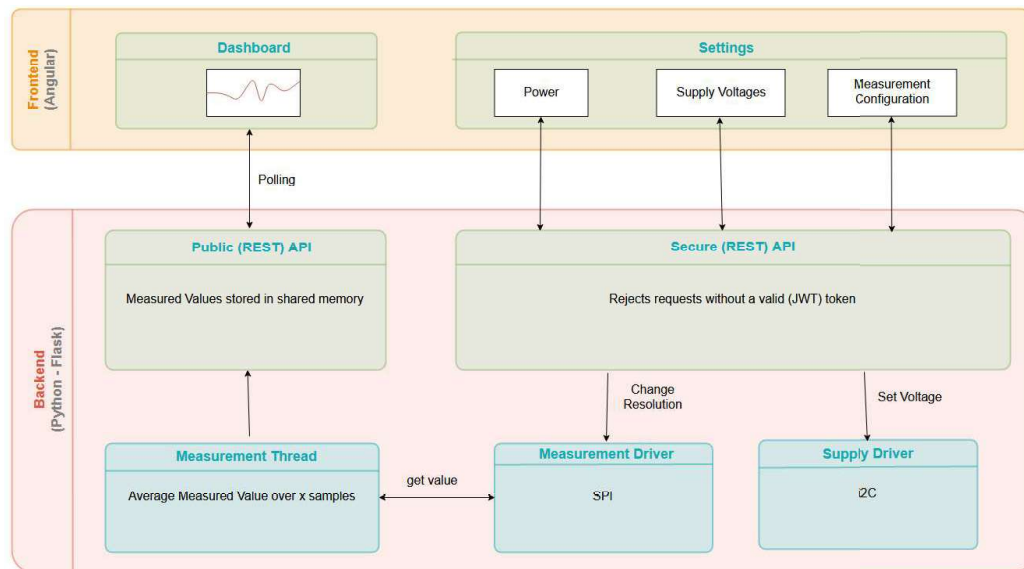 Frontend
(Angular)
Dashboard
Settings
Power
Supply Voltages
Measurement
Configuration
Polling
Backend
(Python - Flask)
Public (REST) API
Measured Values stored in shared memory
Secure (REST) API
Rejects requests without a valid (JWT) token
Change
Resolution
Set Voltage
Measurement Thread
Average Measured Value over x samples
get value
Measurement Driver
SPI
Supply Driver
i2C